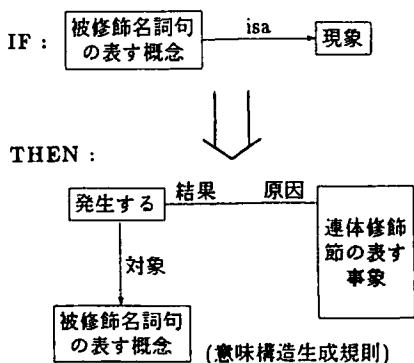 IF :
被修飾名詞句
の表す概念
isa
現象
THEN :
発生する
結果
原因
連体修飾
節の表す
事象
対象
被修飾名詞句
の表す概念
(意味構造生成規則)